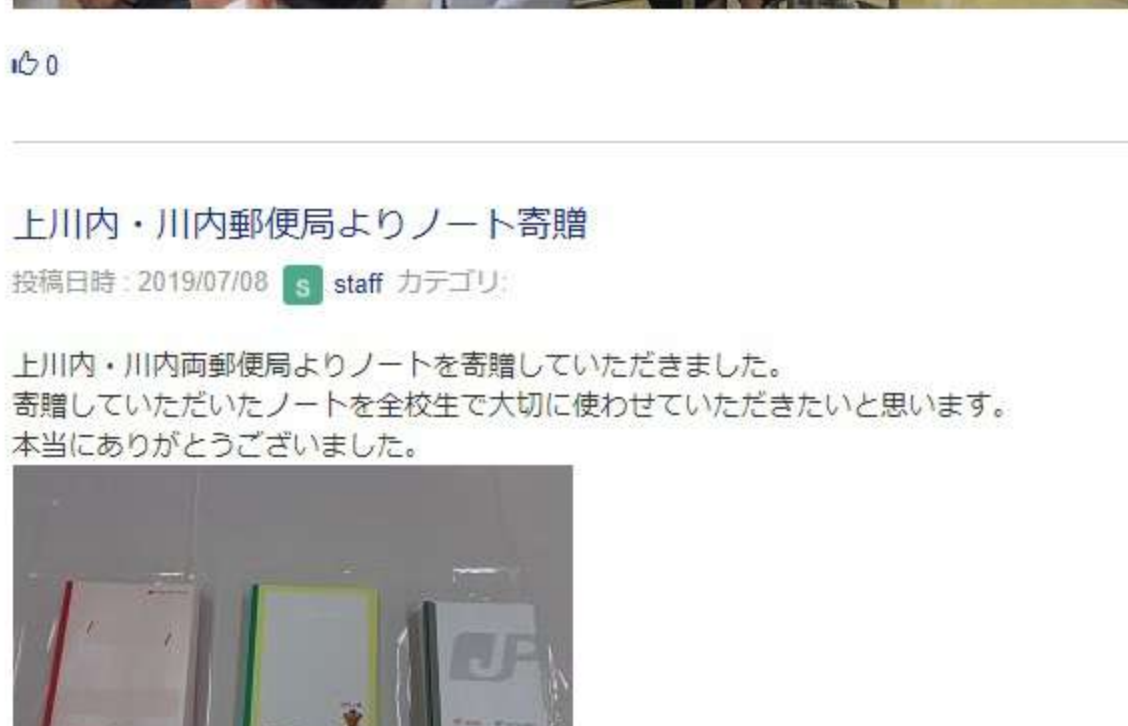 0
上川内・川内郵便局よりノート寄贈
投稿日時 : 2019/07/08 S staff カテゴリ:
上川内・川内両郵便局よりノートを寄贈していただきました。
寄贈していただいたノートを全校生で大切に使わせていただきたいと思います。
本当にありがとうございました。
JP